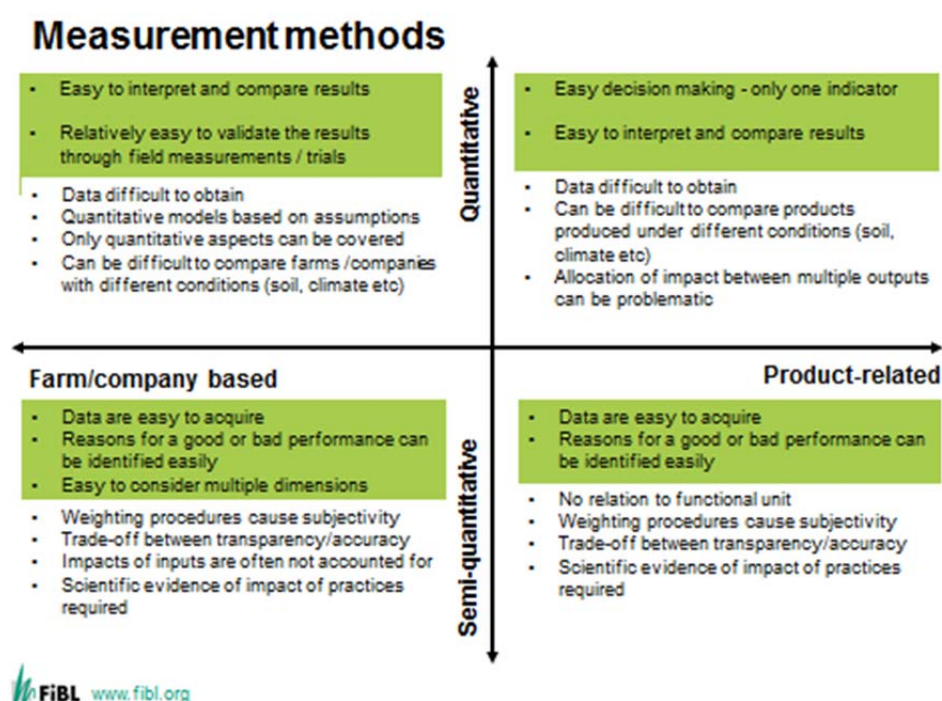 Measurement methods
• Easy to interpret and compare results
• Relatively easy to validate the results
through field measurements / trials
• Data difficult to obtain
• Quantitative models based on assumptions
• Only quantitative aspects can be covered
• Can be difficult to compare farms /companies
with different conditions (soil, climate etc)
Quantitative
• Easy decision making - only one indicator
• Easy to interpret and compare results
• Data difficult to obtain
• Can be difficult to compare products
produced under different conditions (soil,
climate etc)
• Allocation of impact between multiple outputs
can be problematic
Farm/company based
Product-related
• Data are easy to acquire
• Reasons for a good or bad performance can
be identified easily
• Easy to consider multiple dimensions
• Weighting procedures cause subjectivity
• Trade-off between transparency/accuracy
• Impacts of inputs are often not accounted for
• Scientific evidence of impact of practices
required
Semi-quantitative
• Data are easy to acquire
• Reasons for a good or bad performance can
be identified easily
• No relation to functional unit
• Weighting procedures cause subjectivity
• Trade-off between transparency/accuracy
• Scientific evidence of impact of practices
required
FiBL www.fibl.org